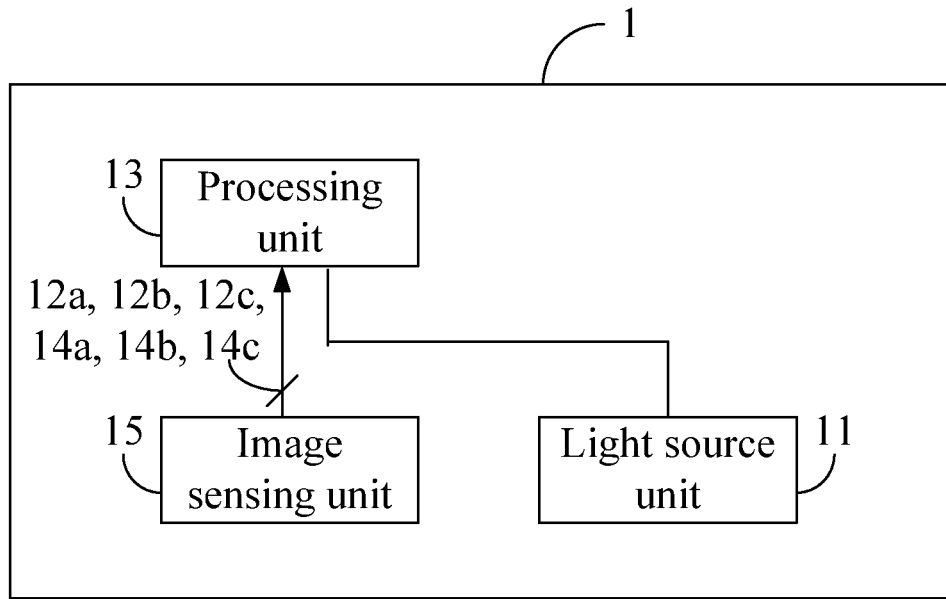 1
13
Processing
unit
12a, 12b, 12c,
14a, 14b, 14c
15
Image
sensing unit
Light source
unit
11